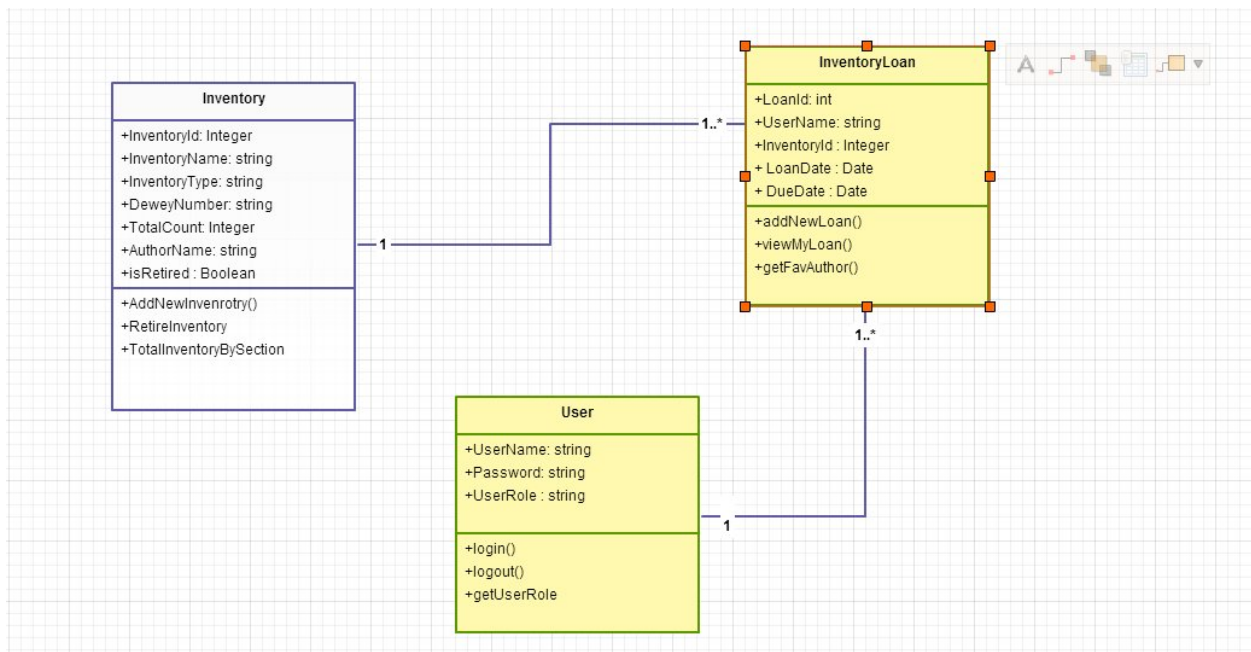 Inventory
+InventoryId: Integer
+InventoryName: string
+InventoryType: string
+DeweyNumber: string
+TotalCount: Integer
+AuthorName: string
+isRetired : Boolean
+AddNewInvenrotry()
+RetireInventory
+TotalInventoryBySection
1
1..*
InventoryLoan
+LoanId: int
+UserName: string
+InventoryId : Integer
+ LoanDate : Date
+ DueDate : Date
+addNewLoan()
+viewMyLoan()
+getFavAuthor()
A
1..*
User
+UserName: string
+Password: string
+UserRole : string
+login()
+logout()
+getUserRole
1